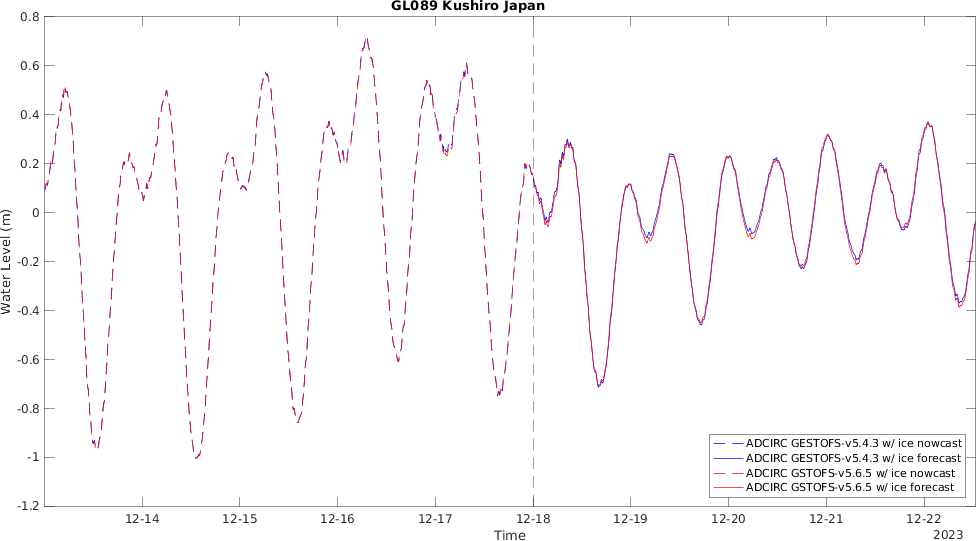 GL089 Kushiro Japan
0.8
0.6
0.4
0.2
0
-0.2
-0.4
-0.6
-0.8
-1
-1.2
Water Level (m)
12-14 12-15 12-16 12-17 12-18 12-19 12-20 12-21 12-22
Time
2023
ADCIRC GESTOFS-v5.4.3 w/ ice nowcast
ADCIRC GESTOFS-v5.4.3 w/ ice forecast
ADCIRC GSTOFS-v5.6.5 w/ ice nowcast
ADCIRC GSTOFS-v5.6.5 w/ ice forecast